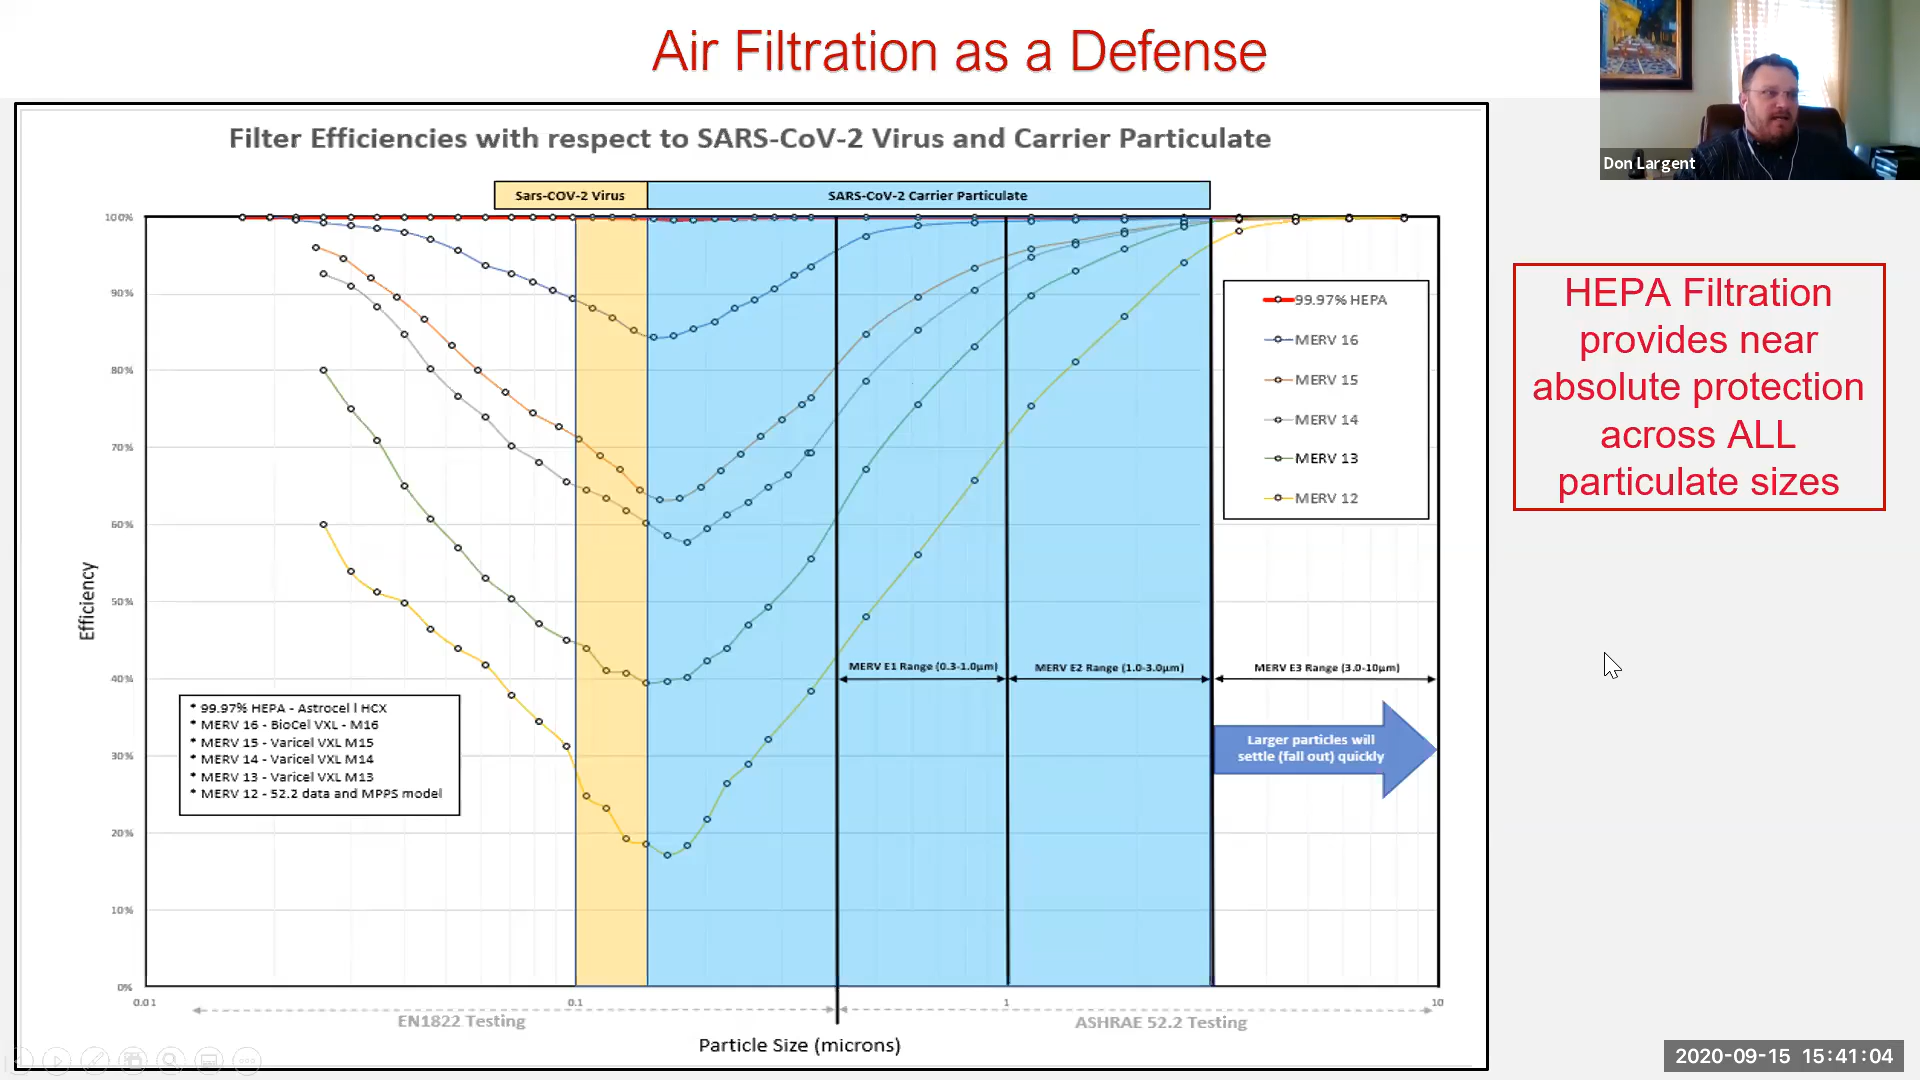 Air Filtration as a Defense
Don Largent
Filter Efficiencies with respect to SARS-CoV-2 Virus and Carrier Particulate
Sars-COV-2 Virus
SARS-CoV-2 Carrier Particulate
100%
90%
80%
70%
60%
50%
40%
30%
20%
10%
0%
Efficiency
99.97% HEPA
MERV 16
MERV 15
MERV 14
MERV 13
MERV 12
HEPA Filtration
provides near
absolute protection
across ALL
particulate sizes
MERV E1 Range (0.3-1.0µm)
MERV E2 Range (1.0-3.0µm)
MERV E3 Range (3.0-10µm)
* 99.97% HEPA - Astrocel I HCX
* MERV 16 - BioCel VXL - M16
* MERV 15 - Varicel VXL M15
* MERV 14 - Varicel VXL M14
* MERV 13 - Varicel VXL M13
* MERV 12 - 52.2 data and MPPS model
Larger particles will
settle (fall out) quickly
0.01
0.1
1
10
EN1822 Testing
ASHRAE 52.2 Testing
Particle Size (microns)
2020-09-15 15:41:04